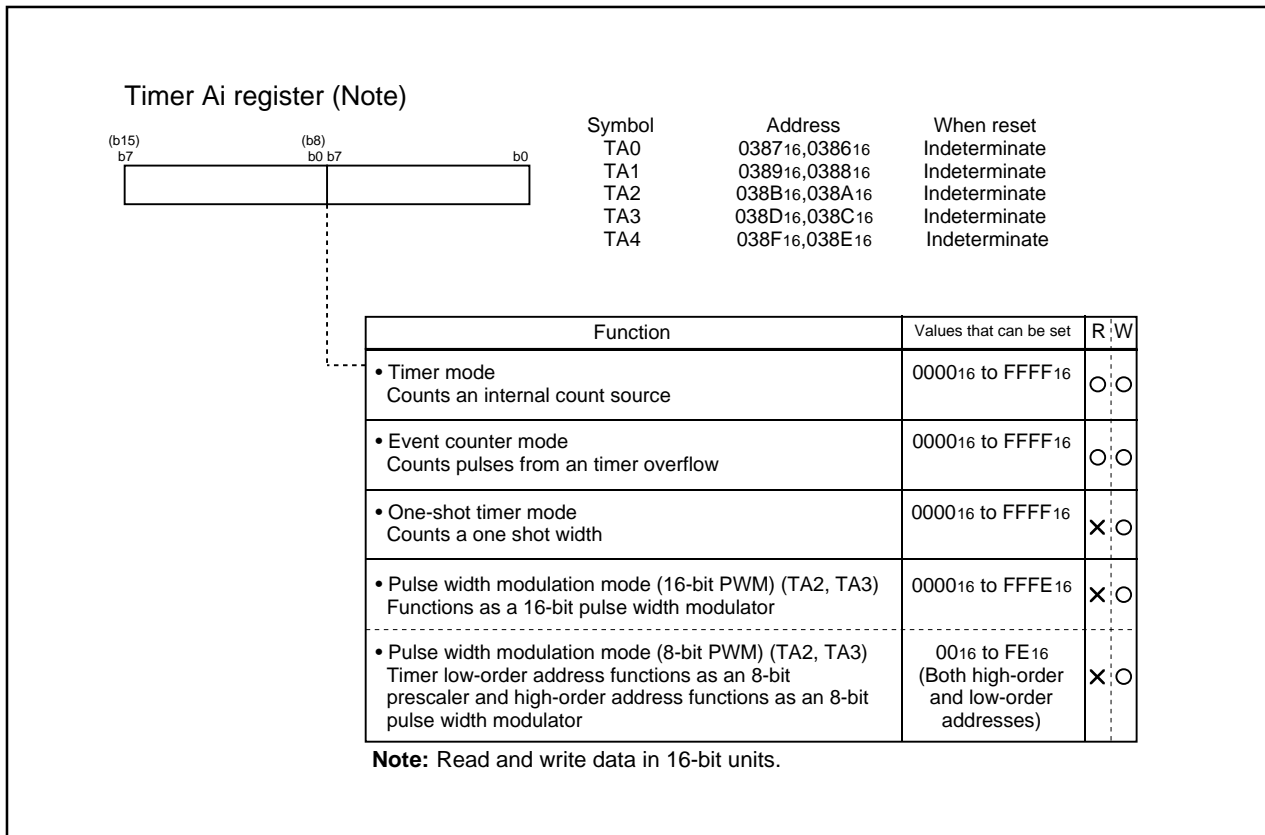 Timer Ai register (Note)
(b15) (b8)
b7 b0 b7 b0
Symbol Address When reset
TA0 038716,038616 Indeterminate
TA1 038916,038816 Indeterminate
TA2 038B16,038A16 Indeterminate
TA3 038D16,038C16 Indeterminate
TA4 038F16,038E16 Indeterminate
Function Values that can be set R W
• Timer mode 000016 to FFFF16
Counts an internal count source
• Event counter mode 000016 to FFFF16
Counts pulses from an timer overflow
• One-shot timer mode 000016 to FFFF16
Counts a one shot width
• Pulse width modulation mode (16-bit PWM) (TA2, TA3) 000016 to FFFE16
Functions as a 16-bit pulse width modulator
• Pulse width modulation mode (8-bit PWM) (TA2, TA3) 0016 to FE16
Timer low-order address functions as an 8-bit (Both high-order
prescaler and high-order address functions as an 8-bit and low-order
pulse width modulator addresses)
Note: Read and write data in 16-bit units.